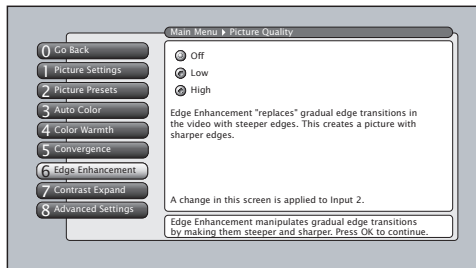 Main Menu ▸ Picture Quality
0 Go Back
1 Picture Settings
2 Picture Presets
3 Auto Color
4 Color Warmth
5 Convergence
6 Edge Enhancement
7 Contrast Expand
8 Advanced Settings
Off
Low
High
Edge Enhancement "replaces" gradual edge transitions in
the video with steeper edges. This creates a picture with
sharper edges.
A change in this screen is applied to Input 2.
Edge Enhancement manipulates gradual edge transitions
by making them steeper and sharper. Press OK to continue.